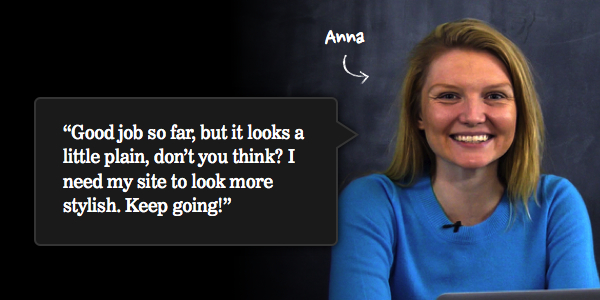 Anna
“Good job so far, but it looks a
little plain, don’t you think? I
need my site to look more
stylish. Keep going!”